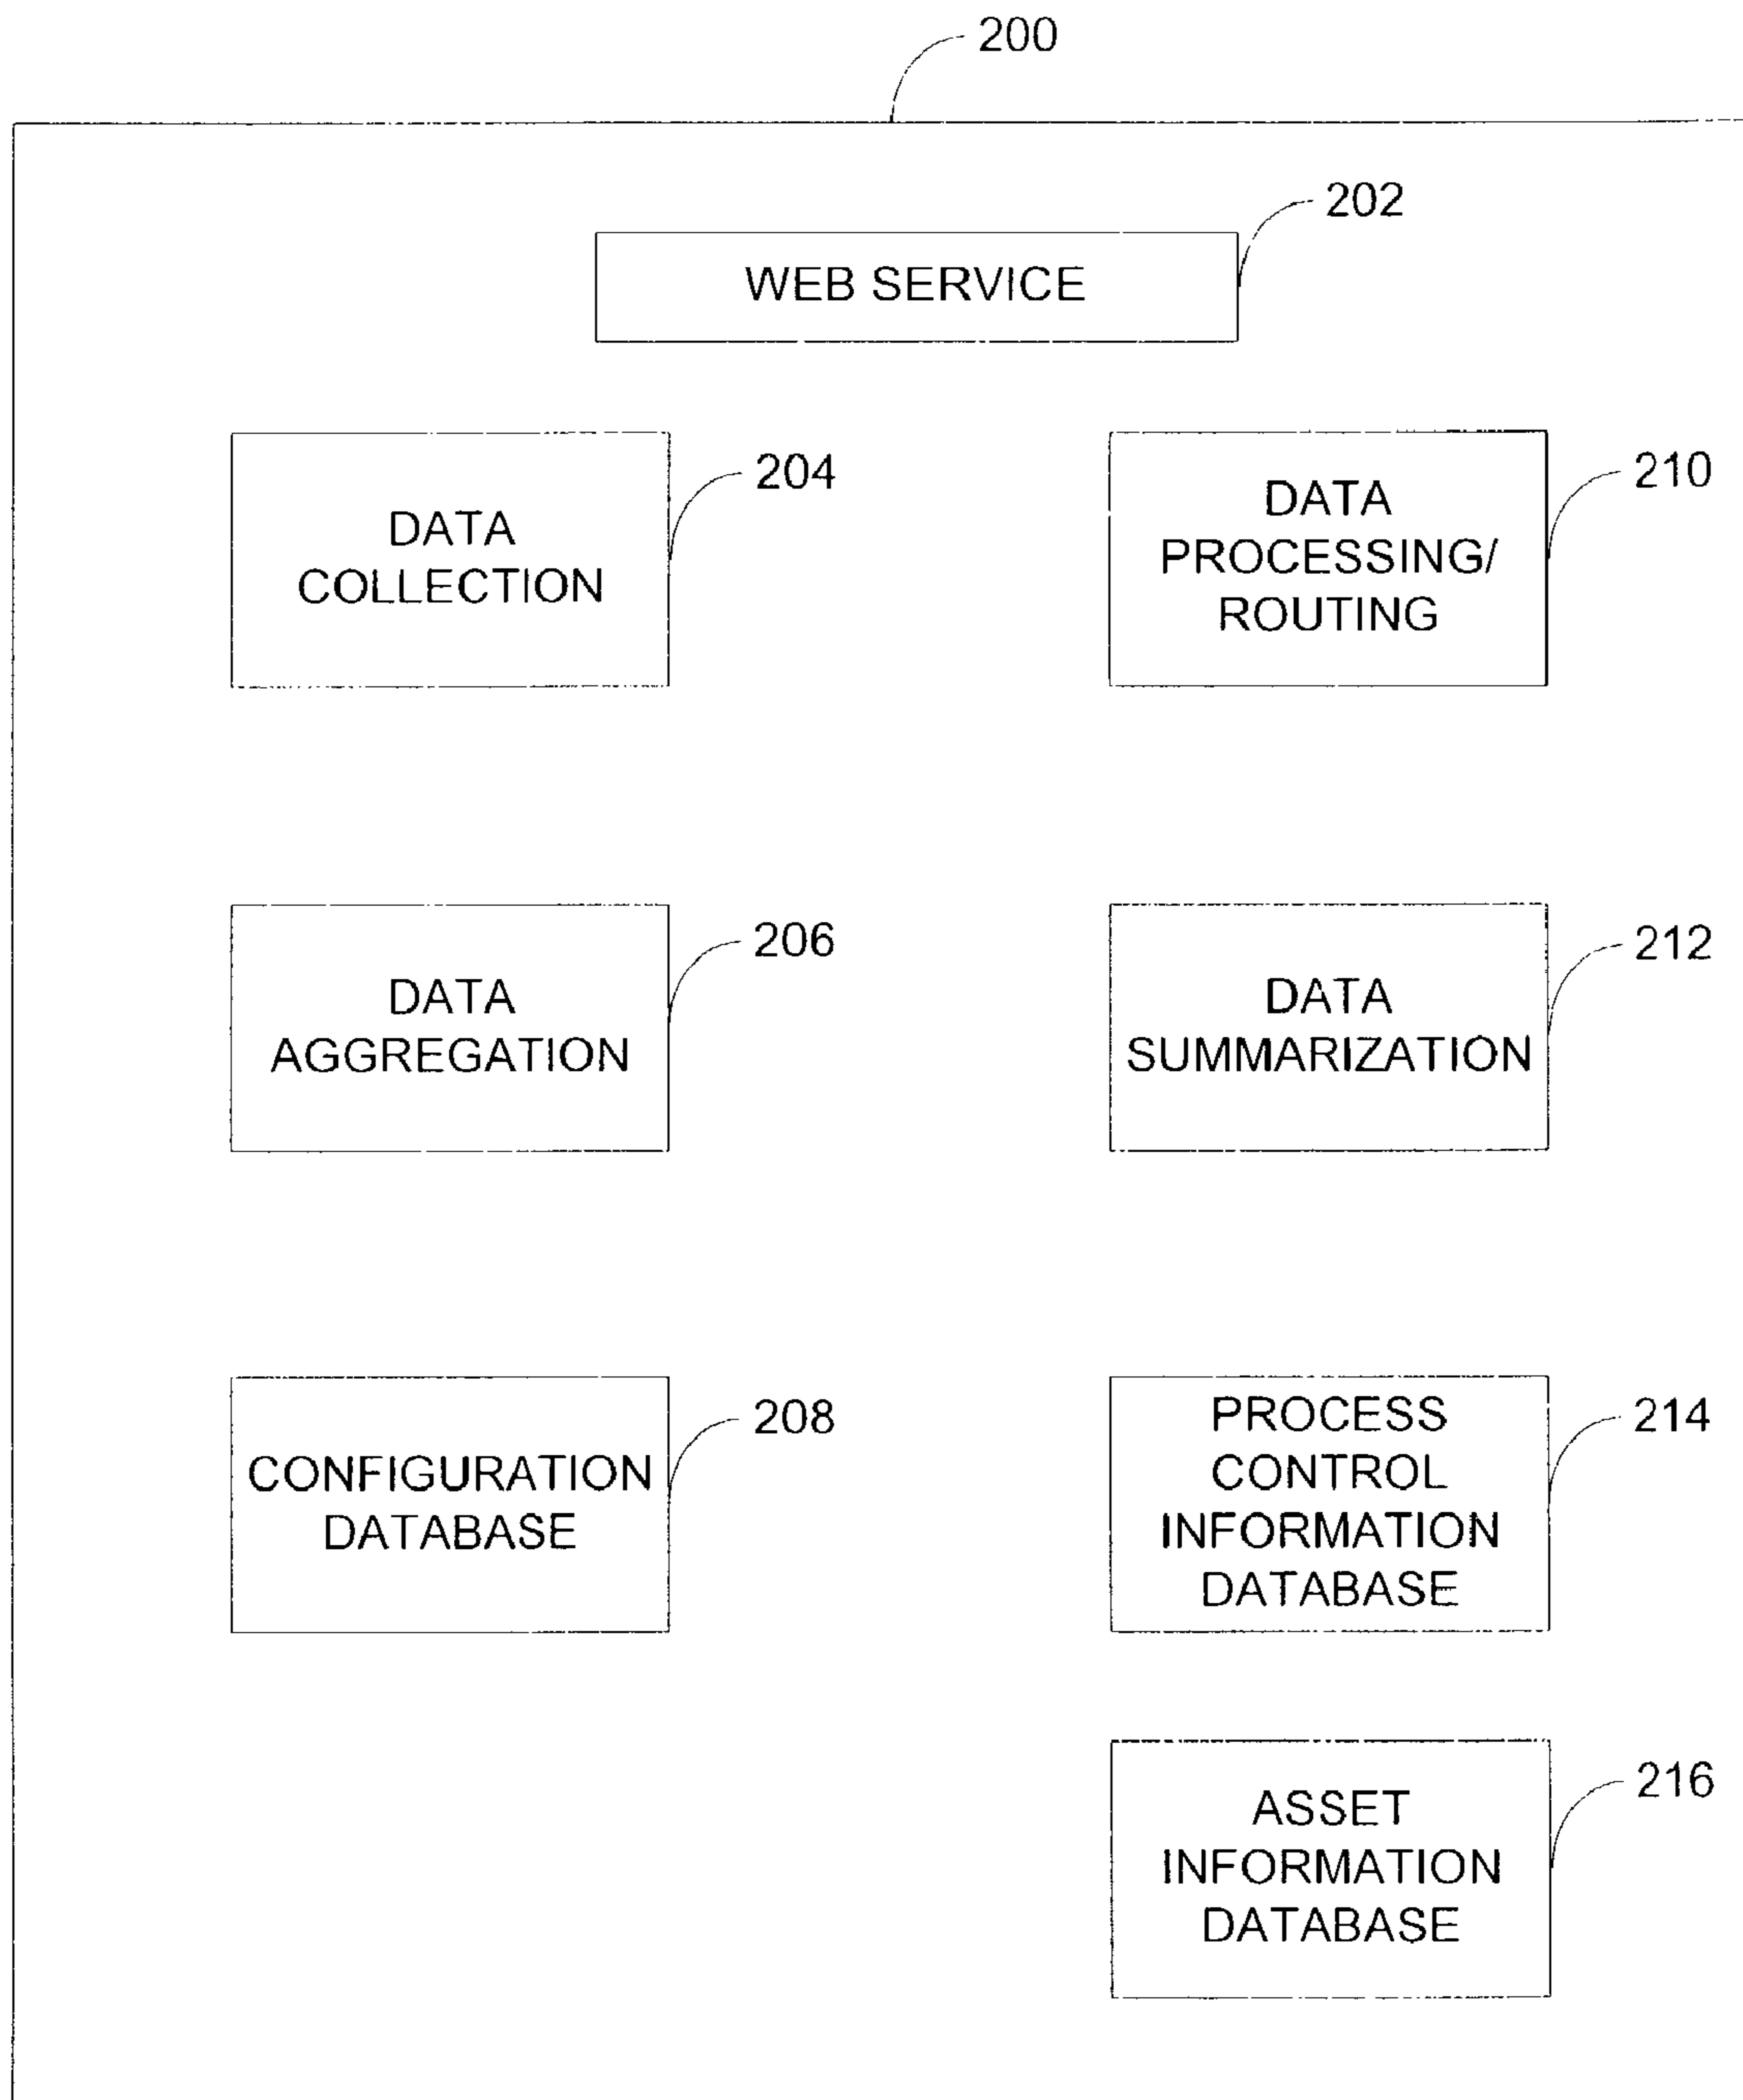 200
202
WEB SERVICE
204
DATA
COLLECTION
210
DATA
PROCESSING/
ROUTING
206
DATA
AGGREGATION
212
DATA
SUMMARIZATION
208
CONFIGURATION
DATABASE
214
PROCESS
CONTROL
INFORMATION
DATABASE
216
ASSET
INFORMATION
DATABASE